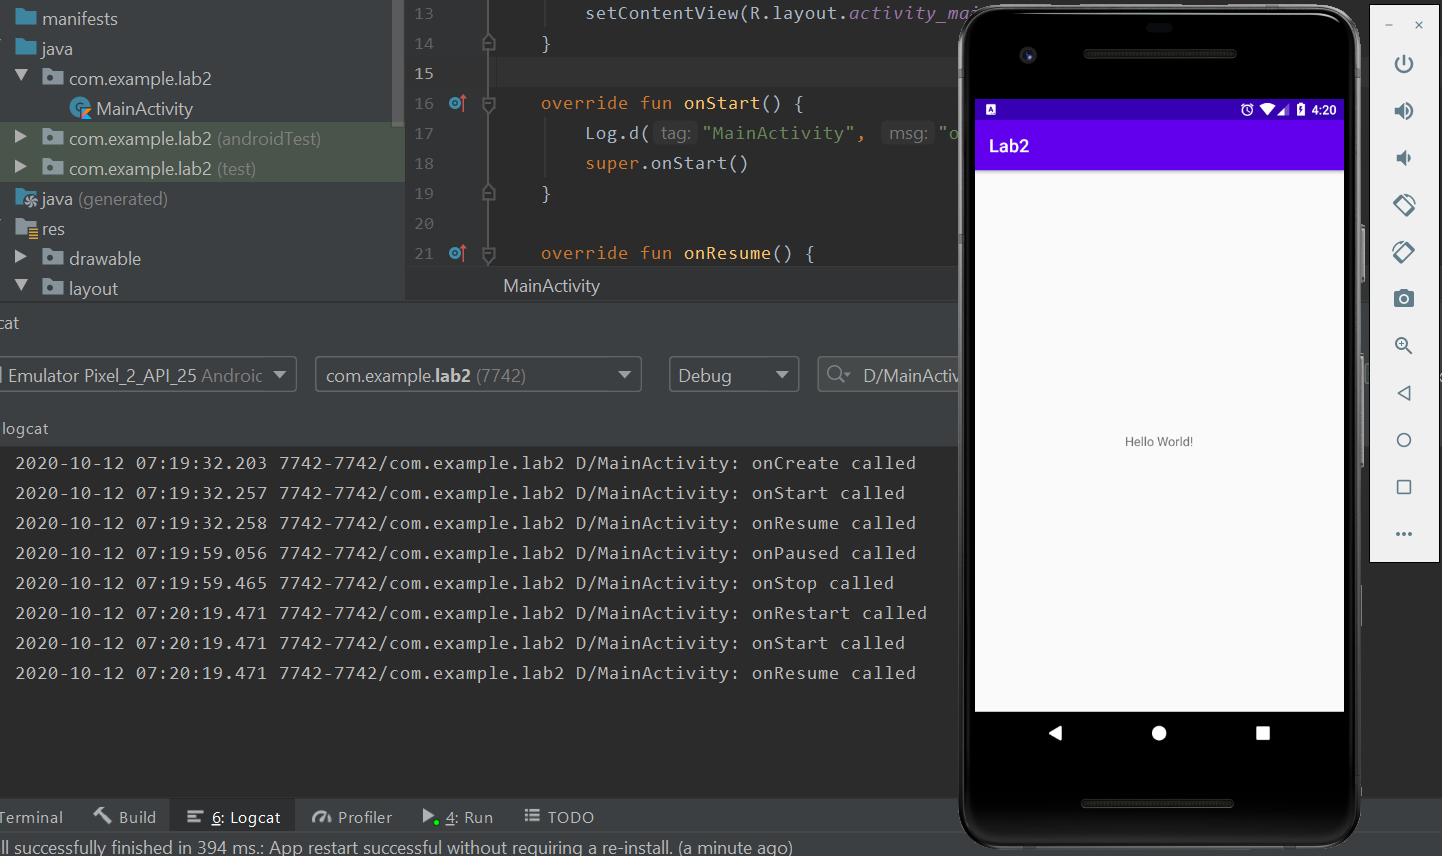 manifests
java
com.example.lab2
MainActivity
com.example.lab2 (androidTest)
com.example.lab2 (test)
java (generated)
res
drawable
layout
13 setContentView(R.layout.activity_ma
14 }
15
16 override fun onStart() {
17 Log.d( tag: "MainActivity", msg: "o
18 super.onStart()
19 }
20
21 override fun onResume() {
MainActivity
cat
Emulator Pixel_2_API_25 Androic
com.example.lab2 (7742)
Debug
D/MainActiv
logcat
2020-10-12 07:19:32.203 7742-7742/com.example.lab2 D/MainActivity: onCreate called
2020-10-12 07:19:32.257 7742-7742/com.example.lab2 D/MainActivity: onStart called
2020-10-12 07:19:32.258 7742-7742/com.example.lab2 D/MainActivity: onResume called
2020-10-12 07:19:59.056 7742-7742/com.example.lab2 D/MainActivity: onPaused called
2020-10-12 07:19:59.465 7742-7742/com.example.lab2 D/MainActivity: onStop called
2020-10-12 07:20:19.471 7742-7742/com.example.lab2 D/MainActivity: onRestart called
2020-10-12 07:20:19.471 7742-7742/com.example.lab2 D/MainActivity: onStart called
2020-10-12 07:20:19.471 7742-7742/com.example.lab2 D/MainActivity: onResume called
Terminal
Build
6: Logcat
Profiler
4: Run
TODO
ll successfully finished in 394 ms.: App restart successful without requiring a re-install. (a minute ago)
4:20
Lab2
Hello World!